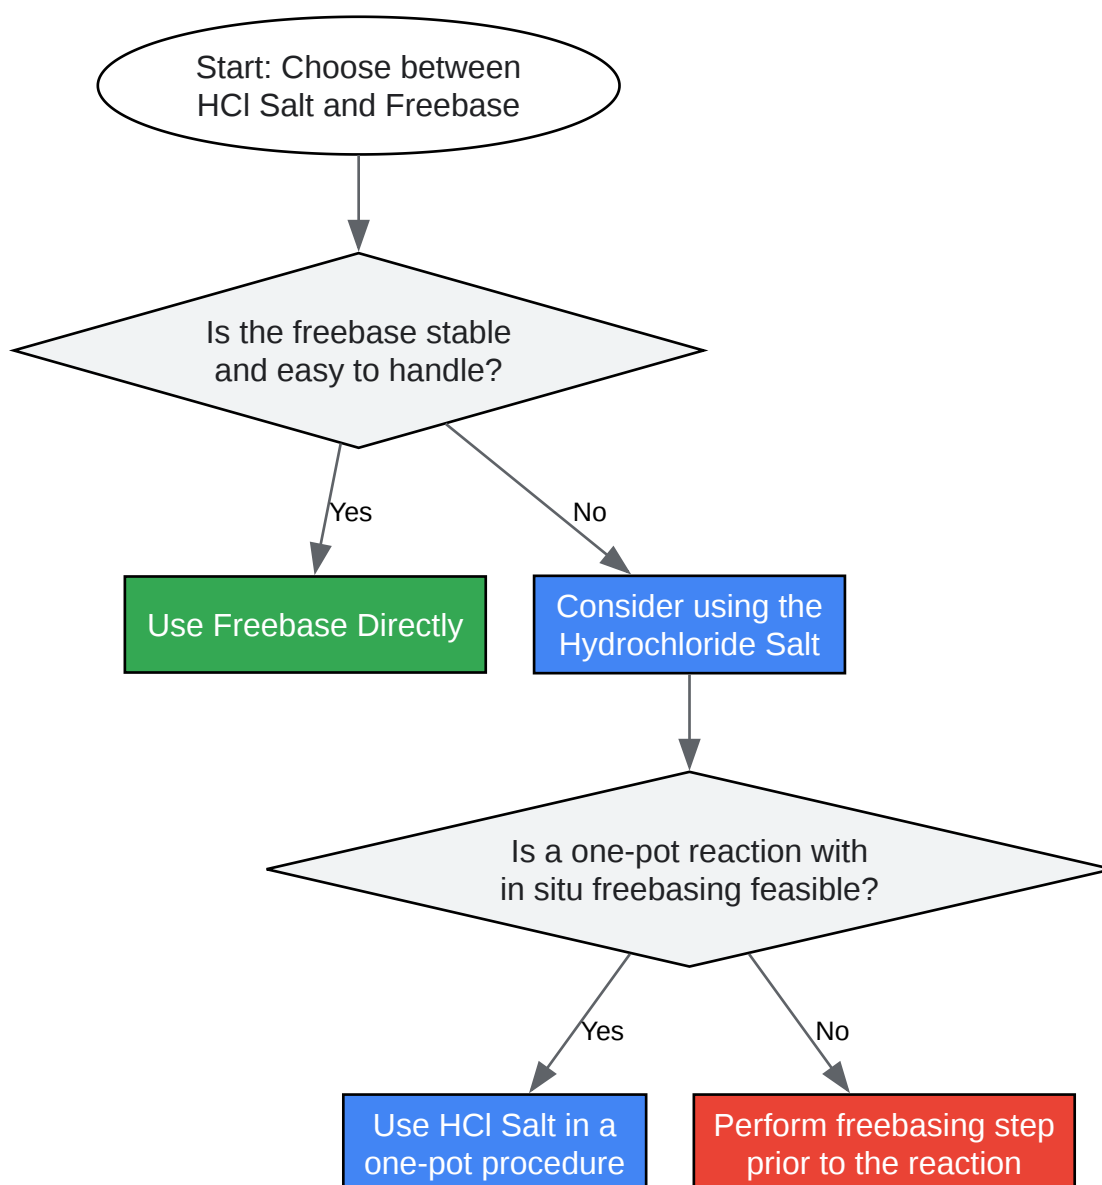 Start: Choose between
HCl Salt and Freebase
Is the freebase stable
and easy to handle?
Yes
No
Use Freebase Directly
Consider using the
Hydrochloride Salt
Is a one-pot reaction with
in situ freebasing feasible?
Yes
No
Use HCl Salt in a
one-pot procedure
Perform freebasing step
prior to the reaction